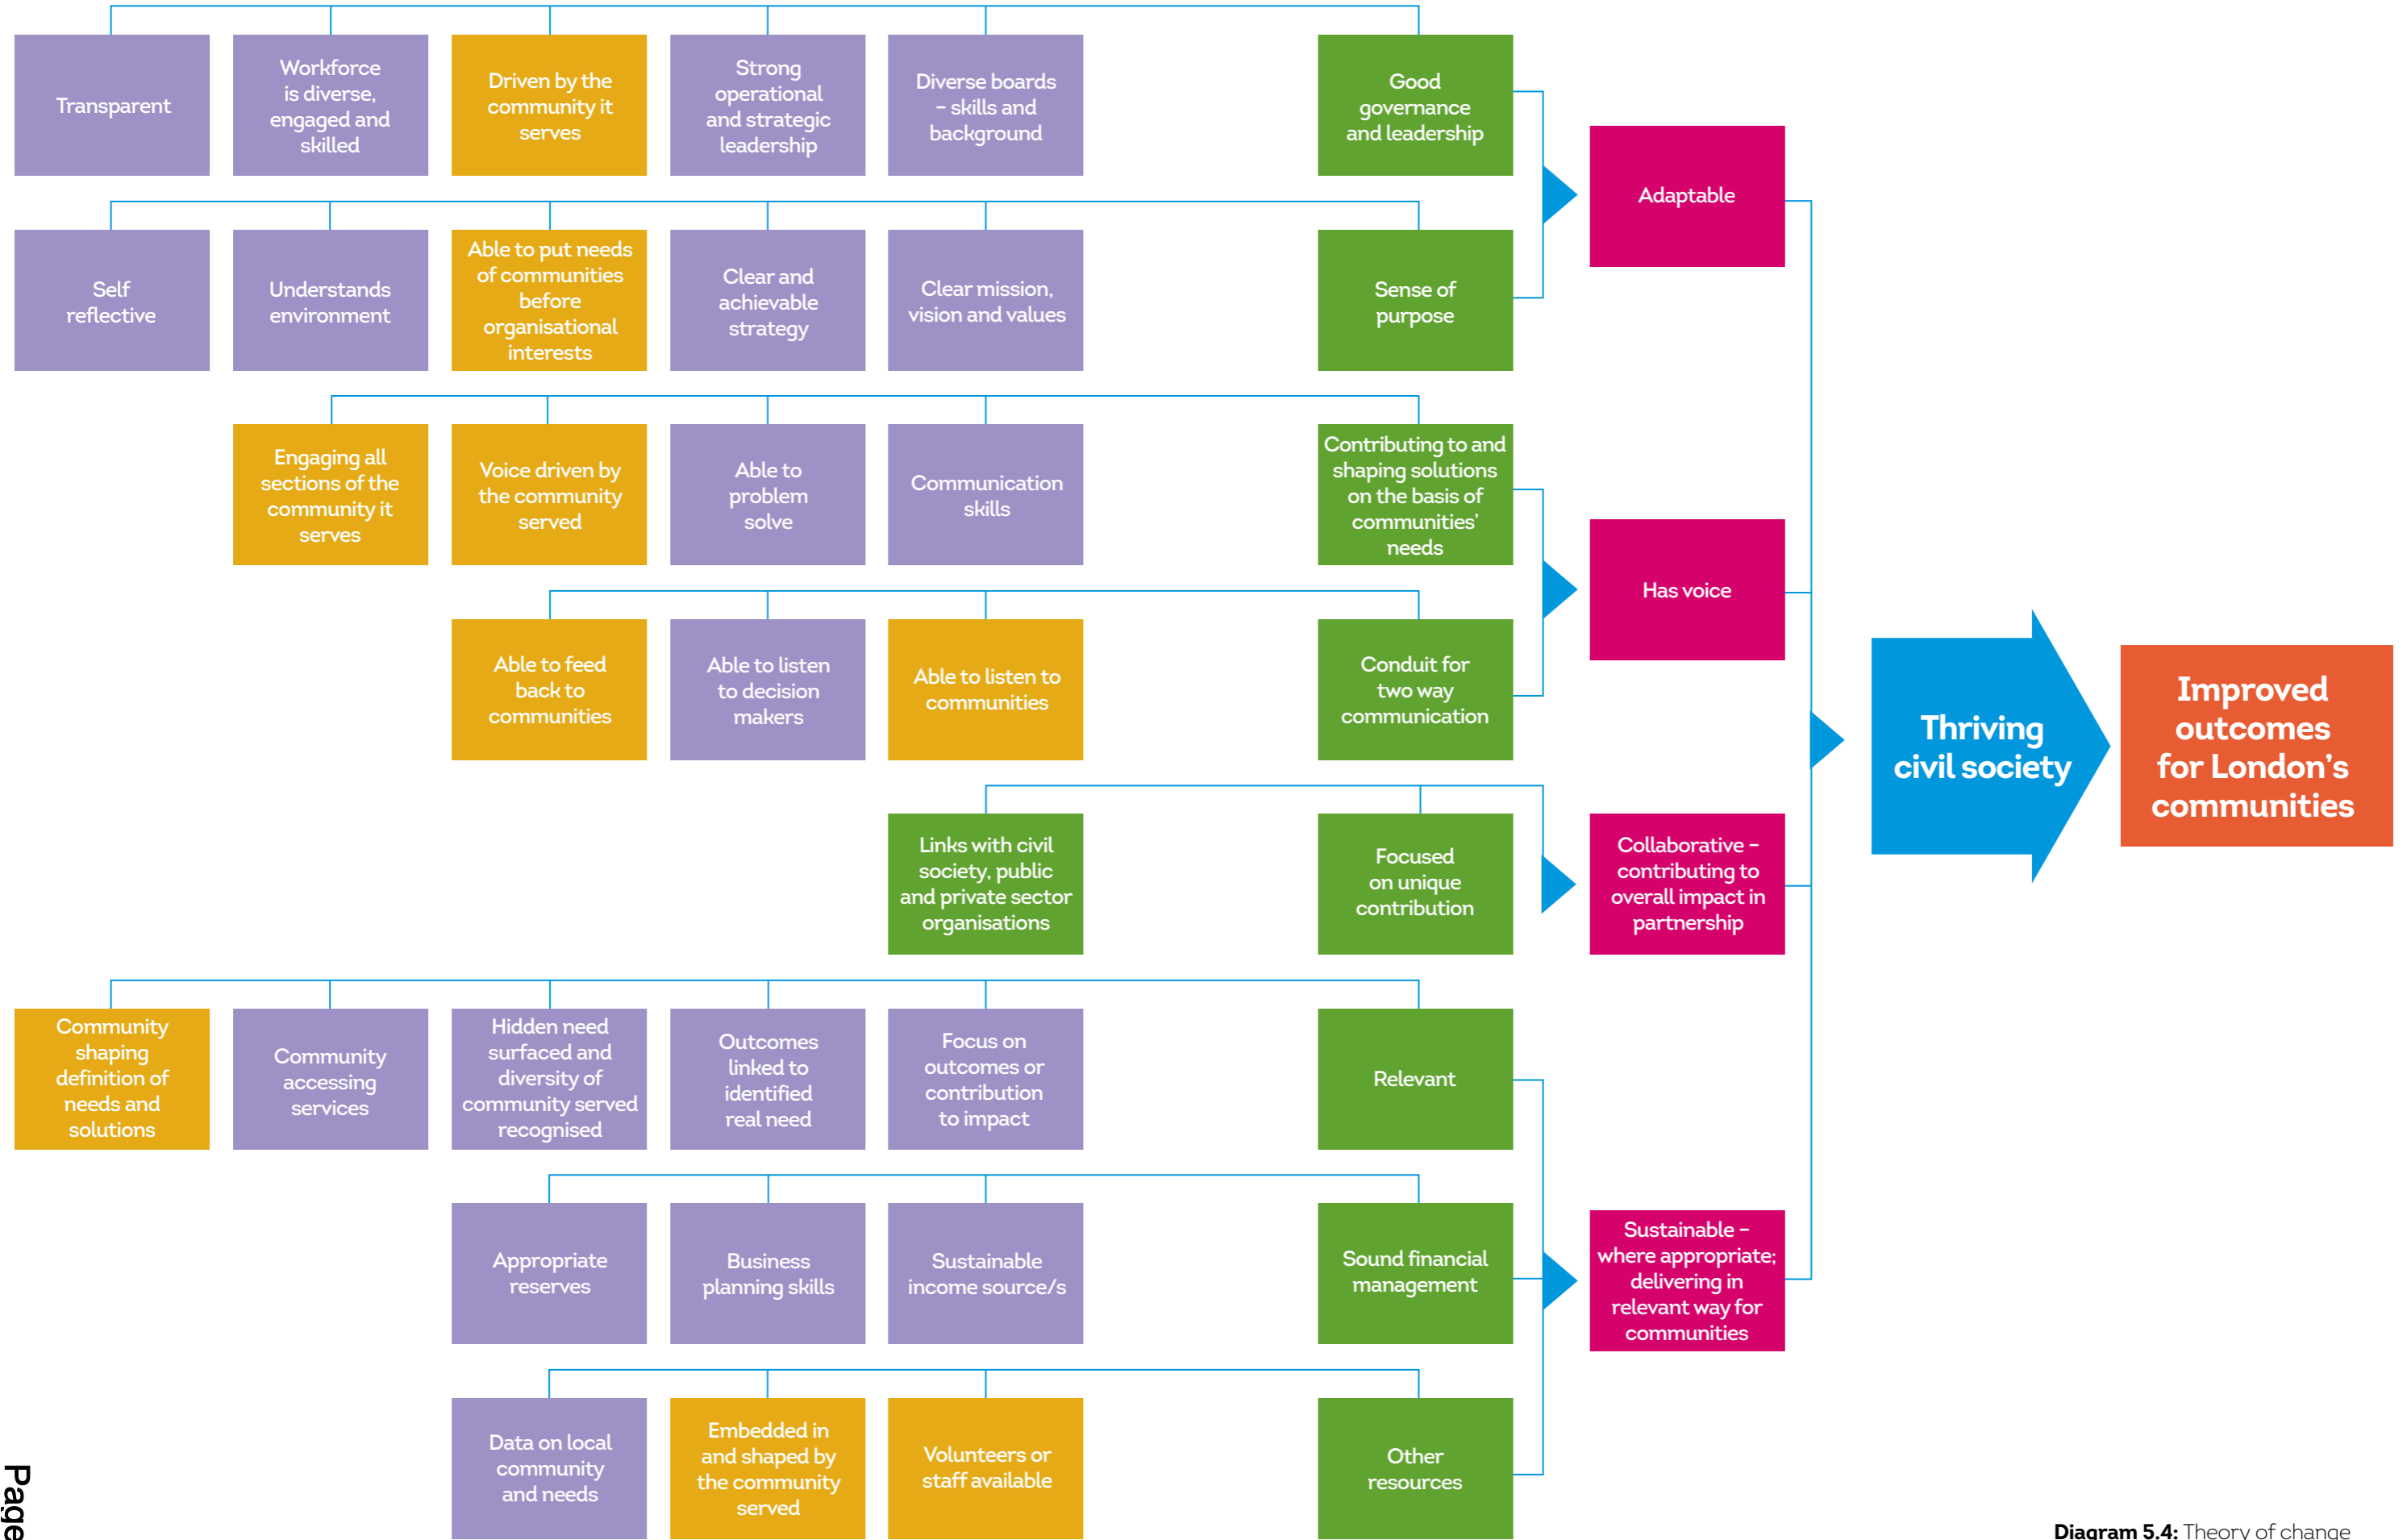 Transparent
Workforce
is diverse,
engaged and
skilled
Driven by the
community it
serves
Strong
operational
and strategic
leadership
Diverse boards
– skills and
background
Good
governance
and leadership
Adaptable
Self
reflective
Understands
environment
Able to put needs
of communities
before
organisational
interests
Clear and
achievable
strategy
Clear mission,
vision and values
Sense of
purpose
Engaging all
sections of the
community it
serves
Voice driven by
the community
served
Able to
problem
solve
Communication
skills
Contributing to and
shaping solutions
on the basis of
communities’
needs
Has voice
Able to feed
back to
communities
Able to listen
to decision
makers
Able to listen to
communities
Conduit for
two way
communication
Links with civil
society, public
and private sector
organisations
Focused
on unique
contribution
Collaborative –
contributing to
overall impact in
partnership
Thriving
civil society
Improved
outcomes
for London’s
communities
Community
shaping
definition of
needs and
solutions
Community
accessing
services
Hidden need
surfaced and
diversity of
community served
recognised
Outcomes
linked to
identified
real need
Focus on
outcomes or
contribution
to impact
Relevant
Appropriate
reserves
Business
planning skills
Sustainable
income source/s
Sound financial
management
Sustainable –
where appropriate;
delivering in
relevant way for
communities
Data on local
community
and needs
Embedded in
and shaped by
the community
served
Volunteers or
staff available
Other
resources
Page
Diagram 5.4: Theory of change